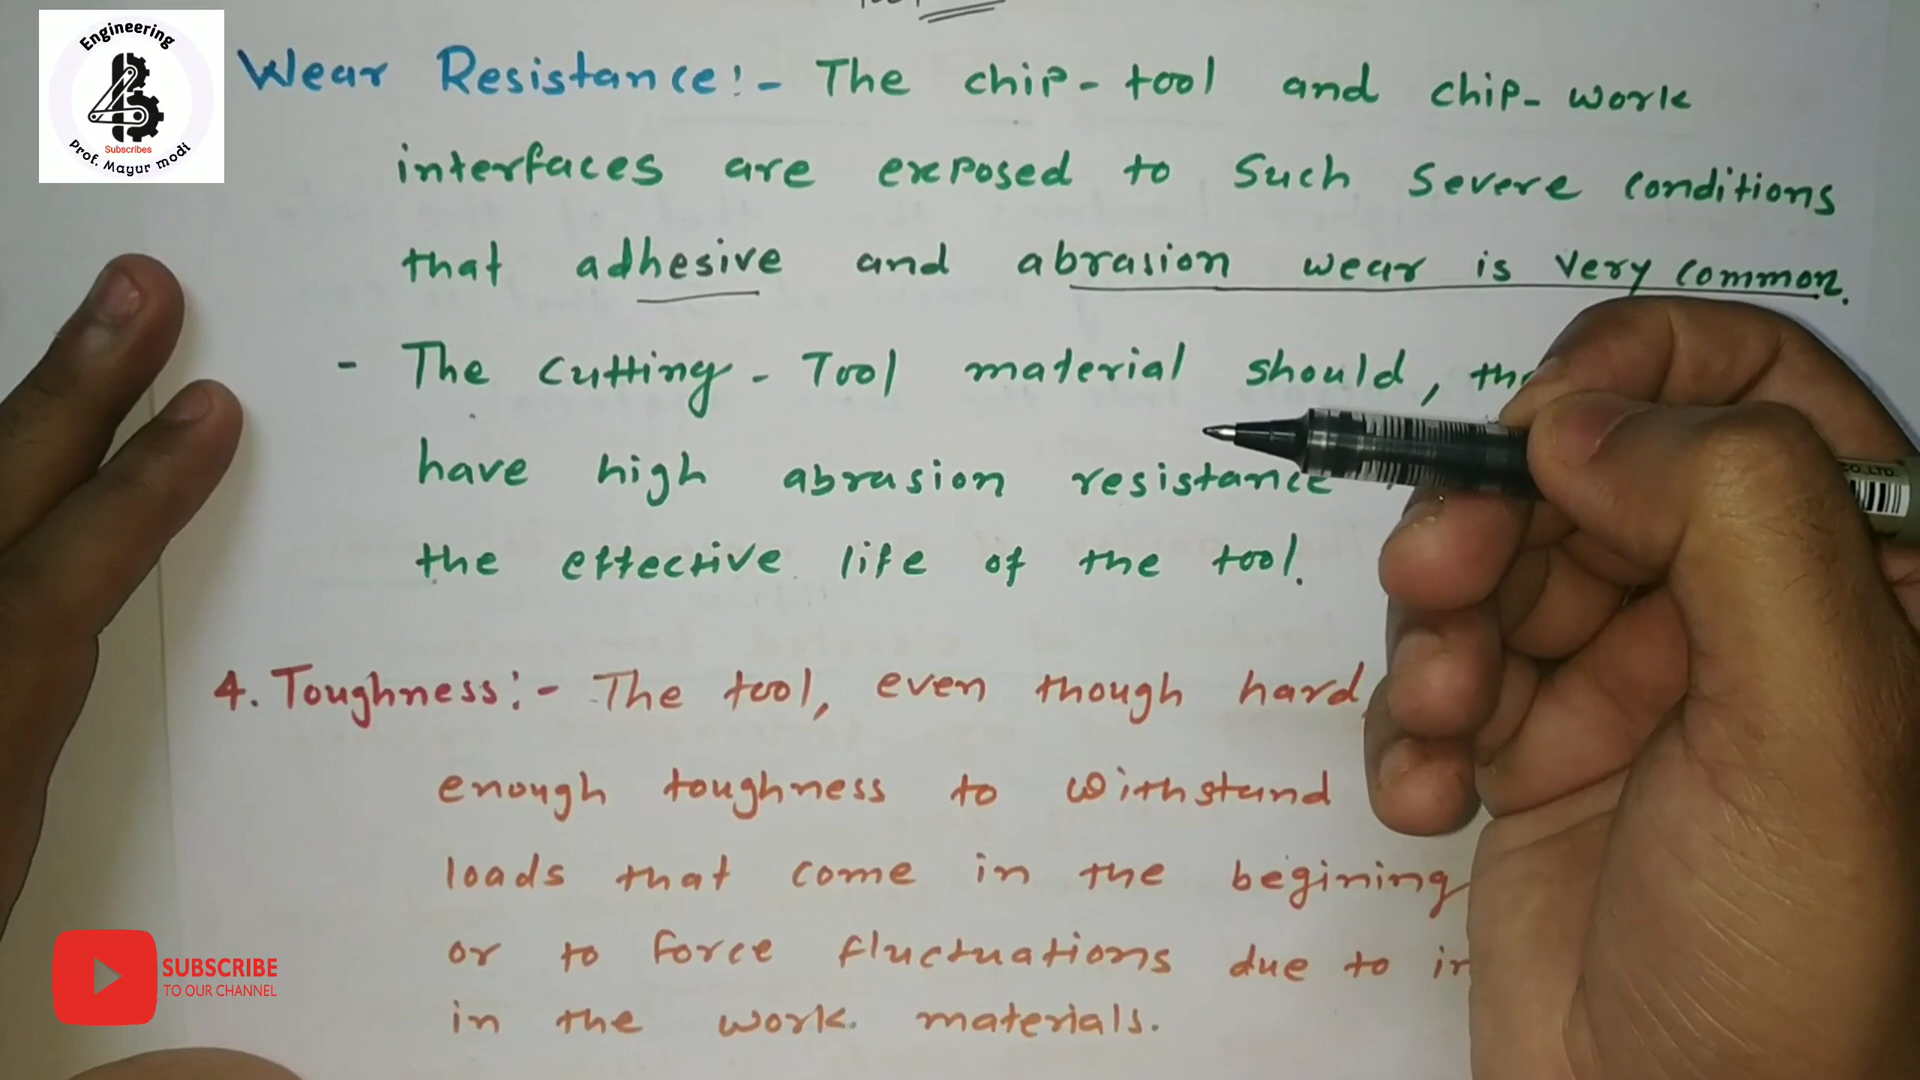 Engineering
Subscribes
Prof. Mayur modi
Wear Resistance:- The chip-tool and chip-work
interfaces are exposed to such severe conditions
that adhesive and abrasion wear is very common.
- The cutting-Tool material should,
have high abrasion resistance
the effective life of the tool.
4. Toughness:- The tool, even though hard,
enough toughness to withstand
loads that come in the begining
or to force fluctuations due to
in the work materials.
CO.,LTD.
SUBSCRIBE
TO OUR CHANNEL